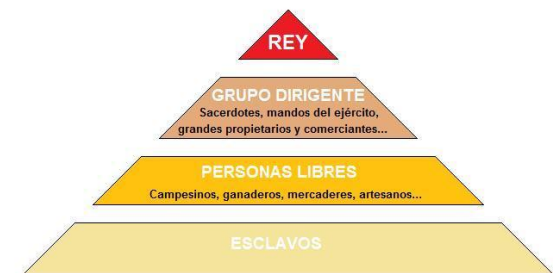 REY
GRUPO DIRIGENTE
Sacerdotes, mandos del ejército,
grandes propietarios y comerciantes...
PERSONAS LIBRES
Campesinos, ganaderos, mercaderes, artesanos...
ESCLAVOS